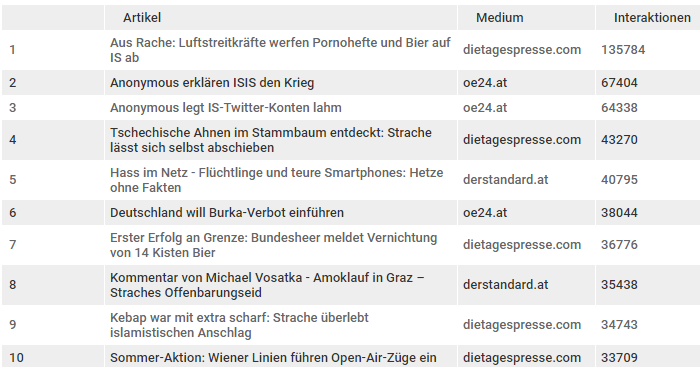 Artikel Medium Interaktionen
1 Aus Rache: Luftstreitkräfte werfen Pornohefte und Bier auf
IS ab dietagespresse.com 135784
2 Anonymous erklären ISIS den Krieg oe24.at 67404
3 Anonymous legt IS-Twitter-Konten lahm oe24.at 64338
4 Tschechische Ahnen im Stammbaum entdeckt: Strache
lässt sich selbst abschieben dietagespresse.com 43270
5 Hass im Netz - Flüchtlinge und teure Smartphones: Hetze
ohne Fakten derstandard.at 40795
6 Deutschland will Burka-Verbot einführen oe24.at 38044
7 Erster Erfolg an Grenze: Bundesheer meldet Vernichtung
von 14 Kisten Bier dietagespresse.com 36776
8 Kommentar von Michael Vosatka - Amoklauf in Graz –
Straches Offenbarungseid derstandard.at 35438
9 Kebap war mit extra scharf: Strache überlebt
islamistischen Anschlag dietagespresse.com 34743
10 Sommer-Aktion: Wiener Linien führen Open-Air-Züge ein dietagespresse.com 33709